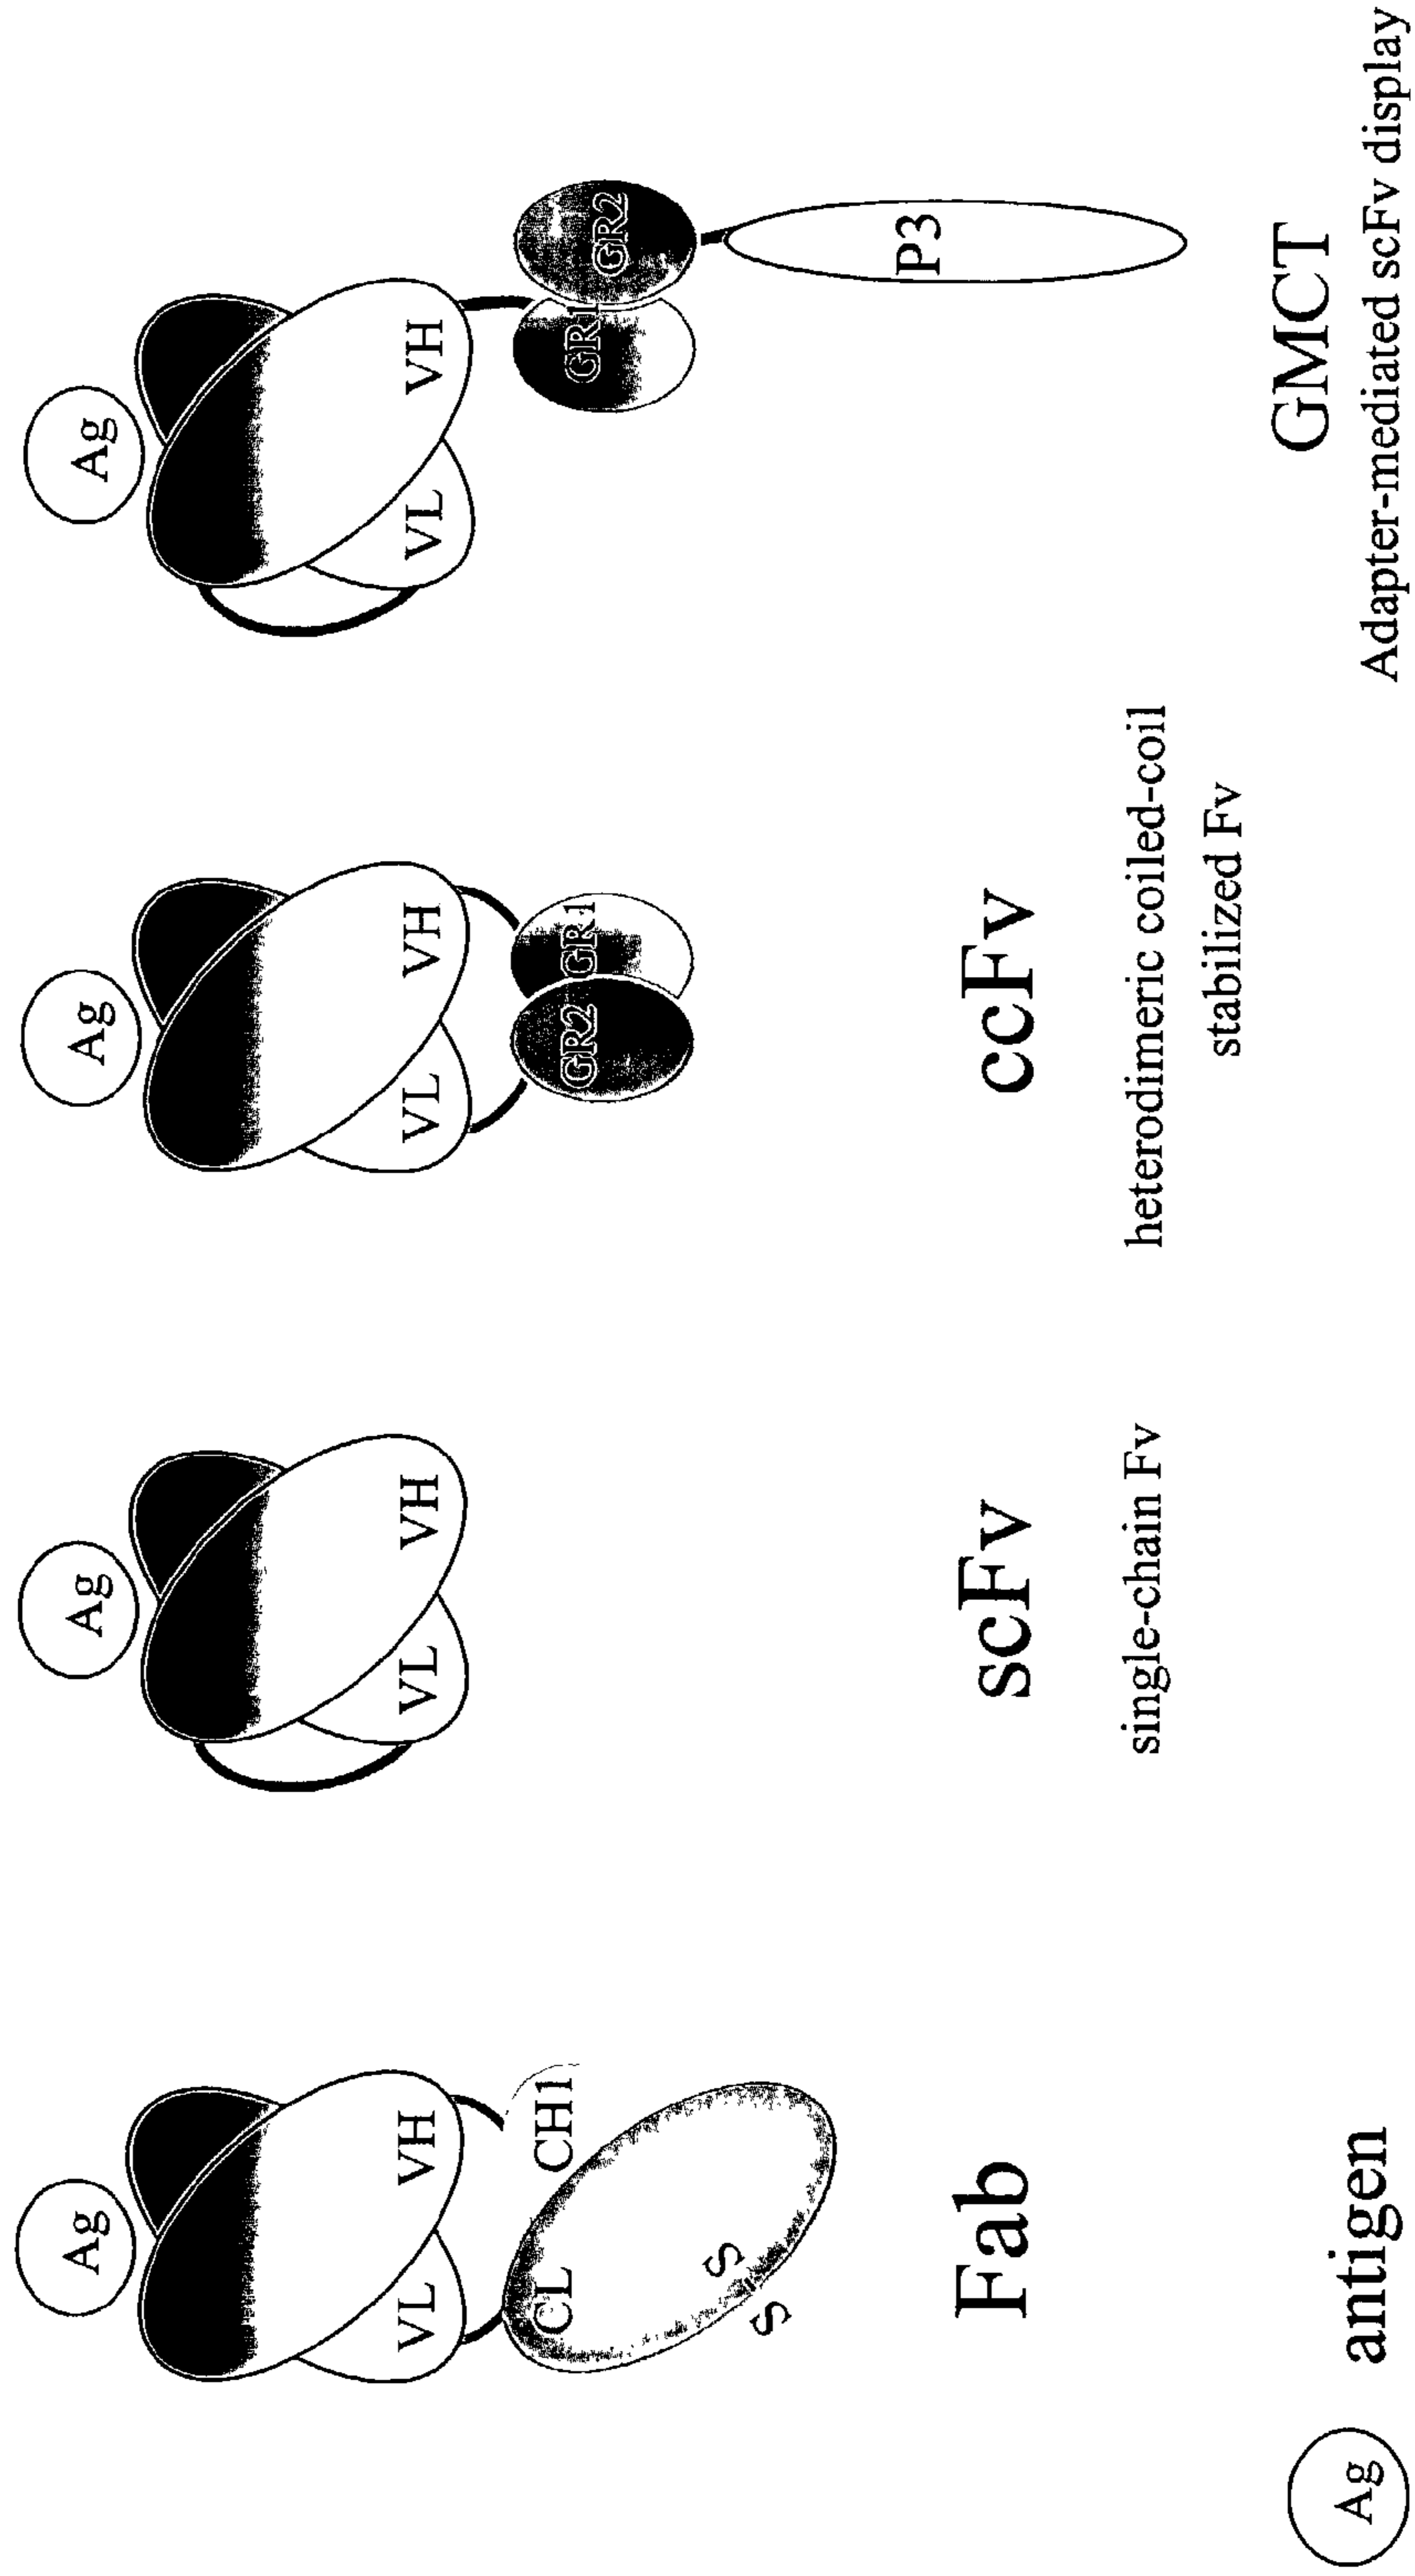 Ag
VL
VH
CL
CH1
S
S
Fab
Ag
VL
VH
scFv
single-chain Fv
Ag
VL
VH
GR2
GR1
ccFv
heterodimeric coiled-coil
stabilized Fv
Ag
VL
VH
GR1
GR2
P3
GMCT
Adapter-mediated scFv display
Ag antigen